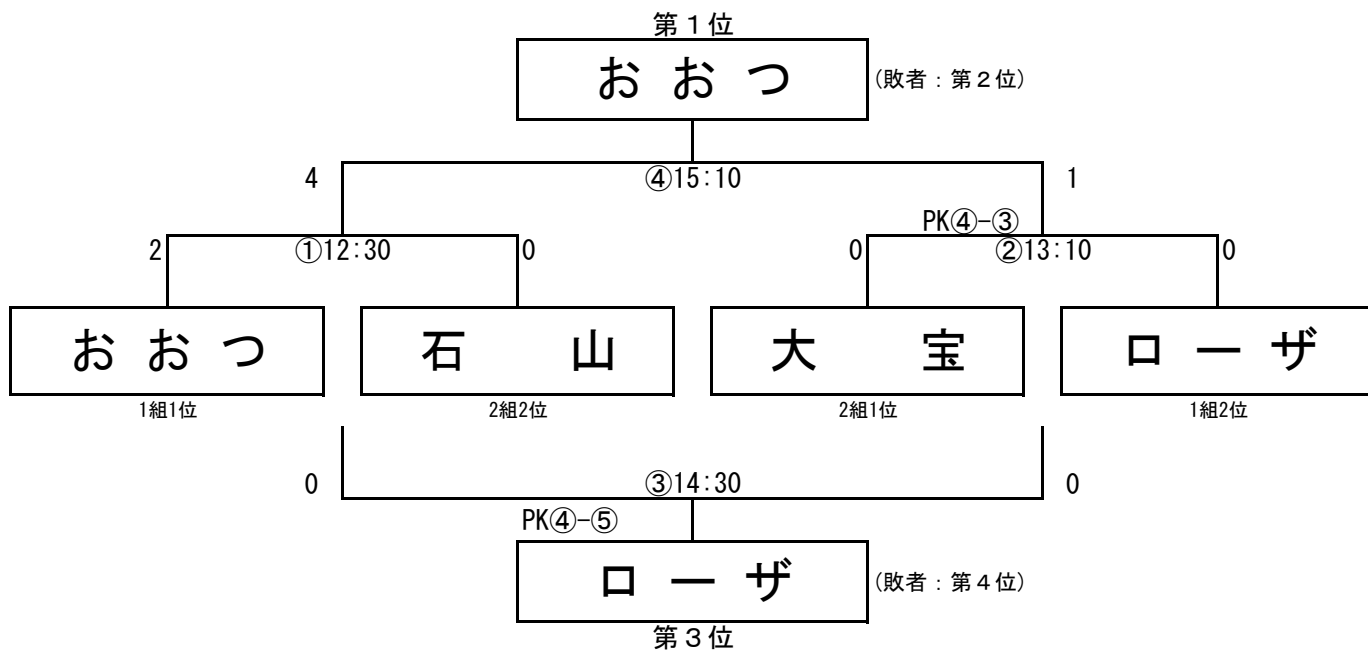 第1位
おおつ
(敗者：第2位)
4 ④15:10 1
PK④-③
2 ①12:30 0 0 ②13:10 0
おおつ 石山 大宝 ローザ
1組1位 2組2位 2組1位 1組2位
0 ③14:30 0
PK④-⑤
ローザ
(敗者：第4位)
第3位